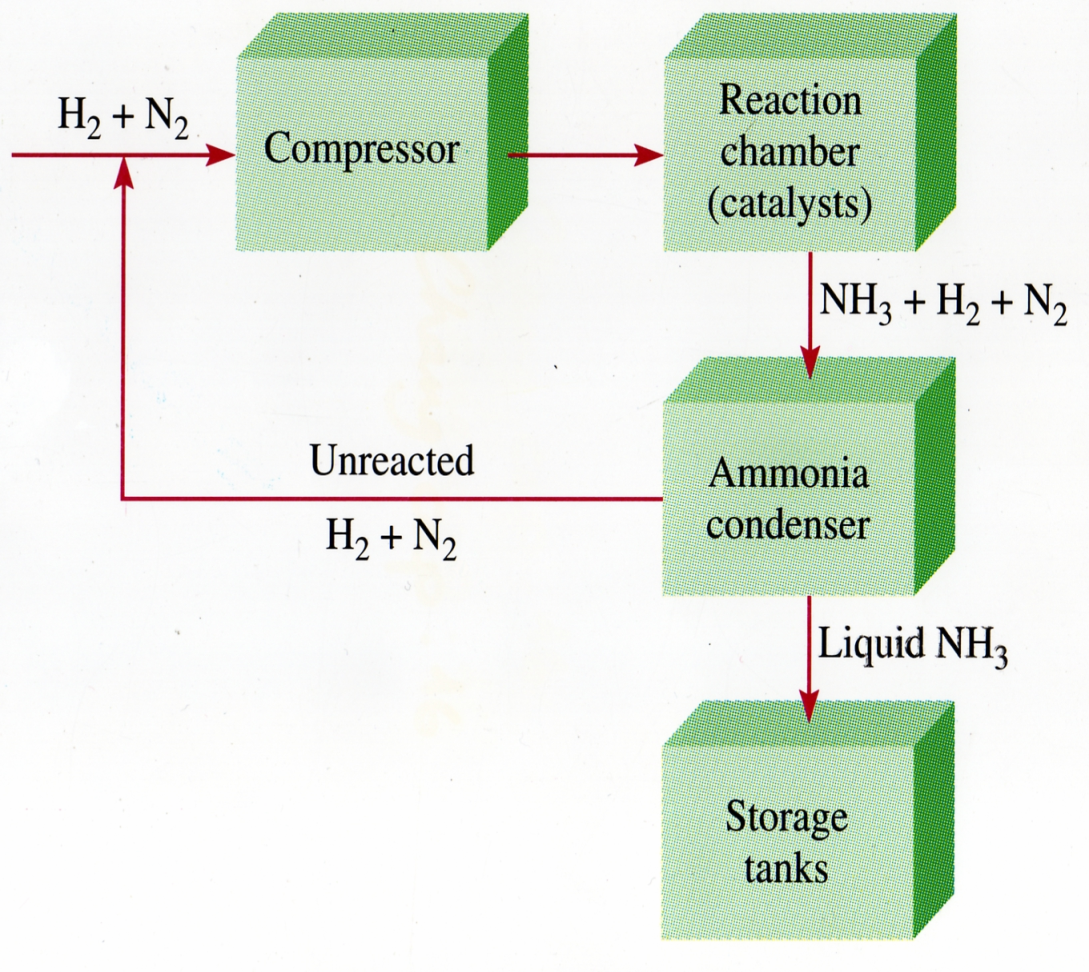 H₂ + N₂
Compressor
Reaction
chamber
(catalysts)
NH₃ + H₂ + N₂
Unreacted
H₂ + N₂
Ammonia
condenser
Liquid NH₃
Storage
tanks